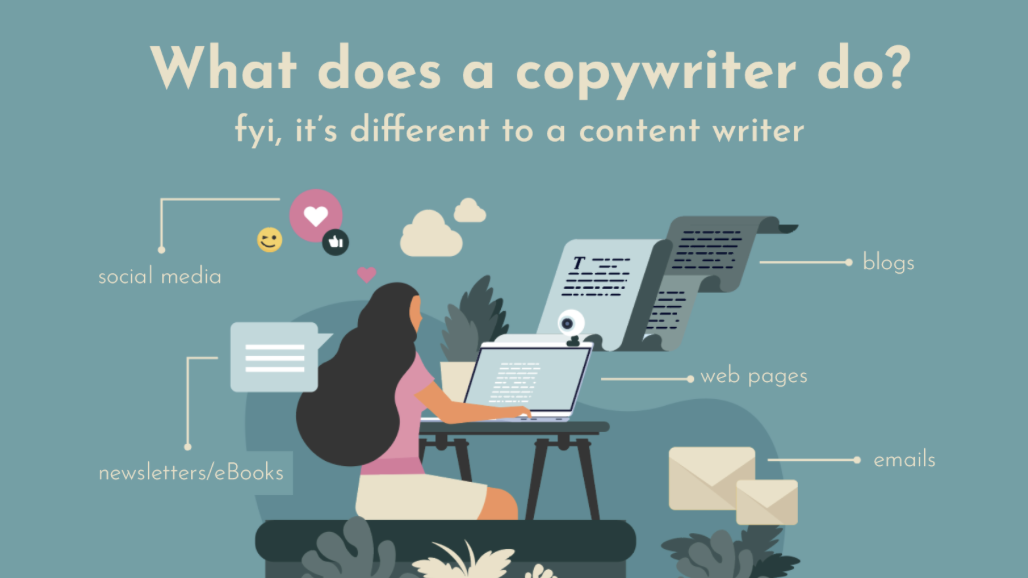 What does a copywriter do?
fyi, it's different to a content writer
social media
blogs
T
web pages
newsletters/eBooks
emails